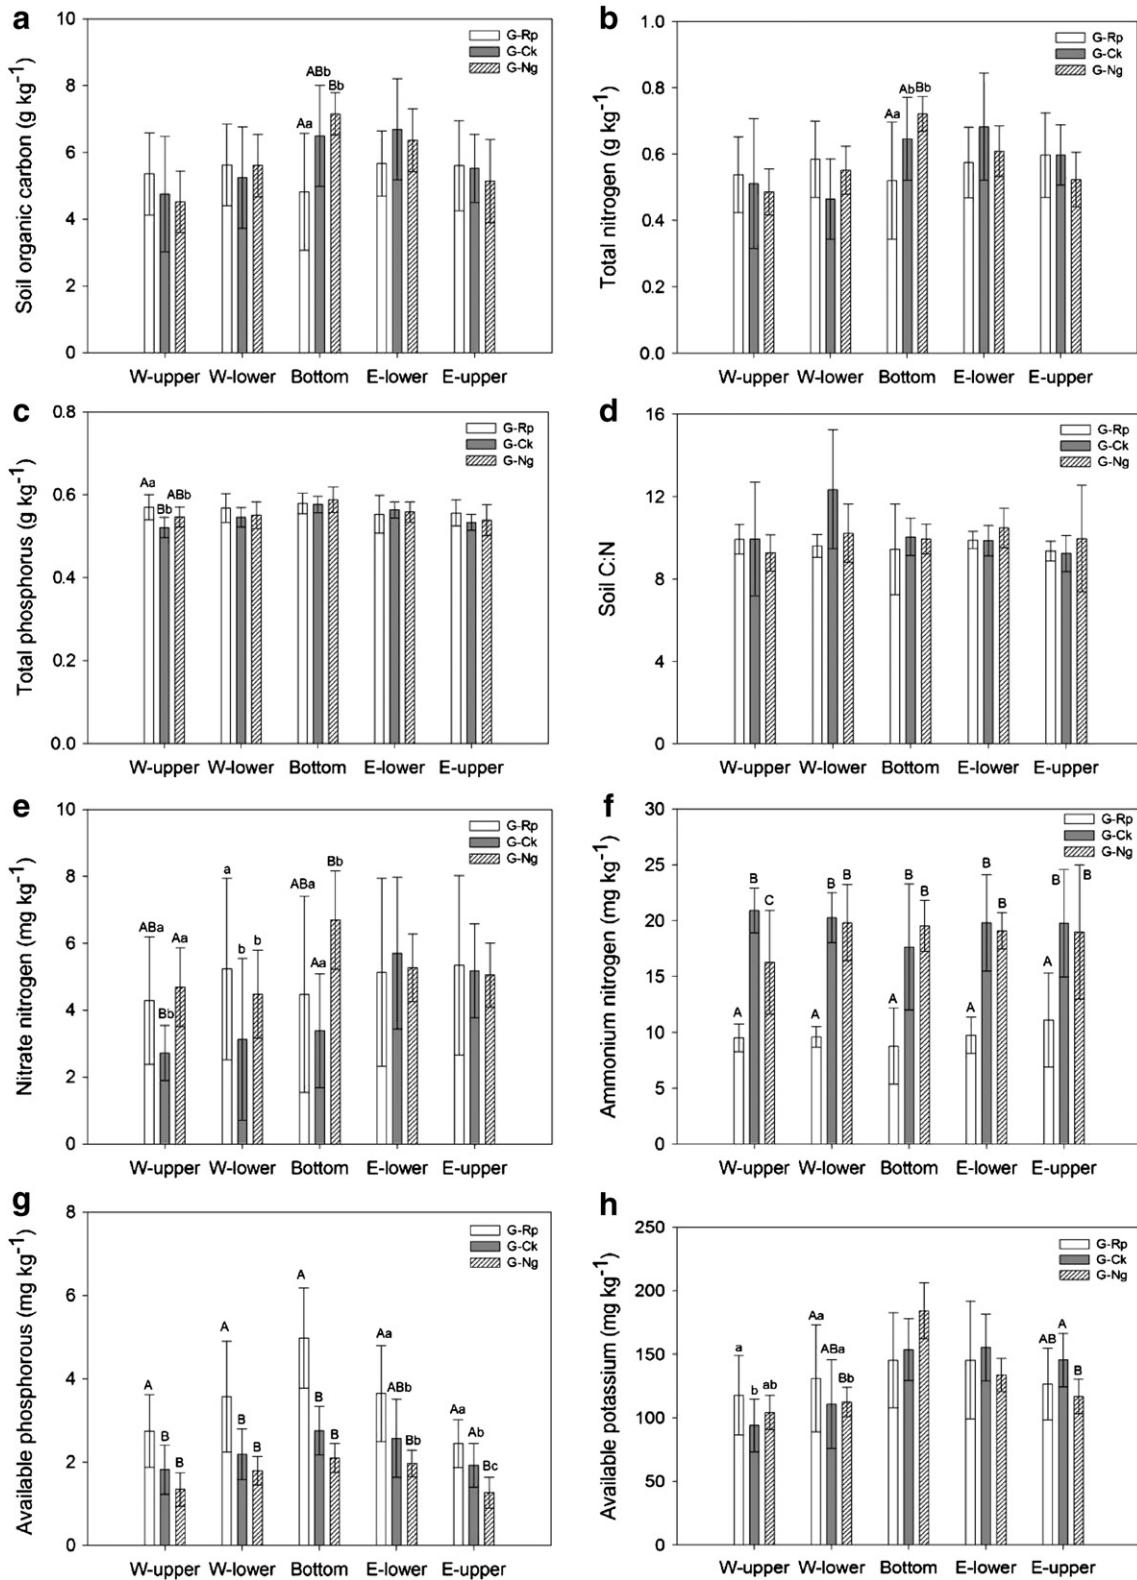 a
Soil organic carbon (g kg⁻¹)
10
8
6
4
2
0
G-Rp
G-Ck
G-Ng
Aa
ABb
Bb
W-upper W-lower Bottom E-lower E-upper
b
Total nitrogen (g kg⁻¹)
1.0
0.8
0.6
0.4
0.2
0.0
G-Rp
G-Ck
G-Ng
Aa
Ab
Bb
W-upper W-lower Bottom E-lower E-upper
c
Total phosphorus (g kg⁻¹)
0.8
0.6
0.4
0.2
0.0
G-Rp
G-Ck
G-Ng
Aa
Bb
ABb
W-upper W-lower Bottom E-lower E-upper
d
Soil C:N
16
12
8
4
0
G-Rp
G-Ck
G-Ng
W-upper W-lower Bottom E-lower E-upper
e
Nitrate nitrogen (mg kg⁻¹)
10
8
6
4
2
0
G-Rp
G-Ck
G-Ng
ABa
Bb
Aa
a
b
b
ABa
Aa
Bb
W-upper W-lower Bottom E-lower E-upper
f
Ammonium nitrogen (mg kg⁻¹)
30
25
20
15
10
5
0
G-Rp
G-Ck
G-Ng
A
B
C
A
B
B
A
B
B
A
B
B
A
B
B
W-upper W-lower Bottom E-lower E-upper
g
Available phosphorous (mg kg⁻¹)
8
6
4
2
0
G-Rp
G-Ck
G-Ng
A
B
B
A
B
B
A
B
B
Aa
ABb
Bb
Aa
Ab
Bc
W-upper W-lower Bottom E-lower E-upper
h
Available potassium (mg kg⁻¹)
250
200
150
100
50
0
G-Rp
G-Ck
G-Ng
a
b
ab
Aa
ABa
Bb
AB
A
B
W-upper W-lower Bottom E-lower E-upper